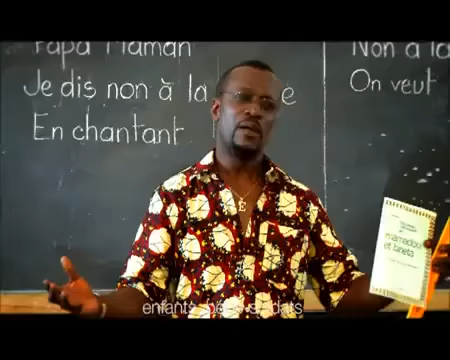 Papa Maman
Je dis non à la
e
En chantant
Non à la
On veut
mamadou
et bineta
enfants